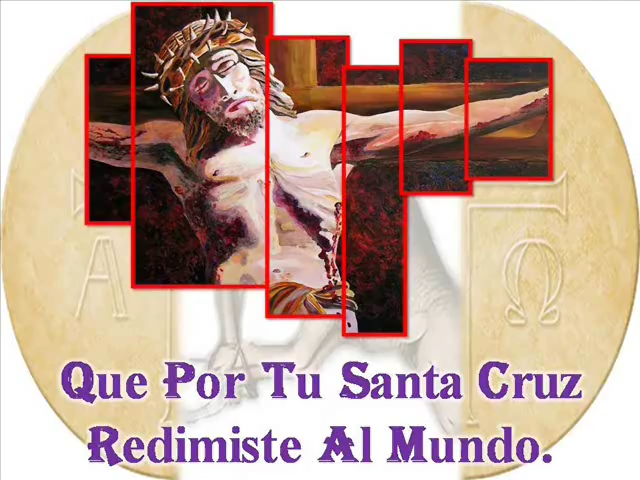 Α Ω
Que Por Tu Santa Cruz
Redimiste Al Mundo.